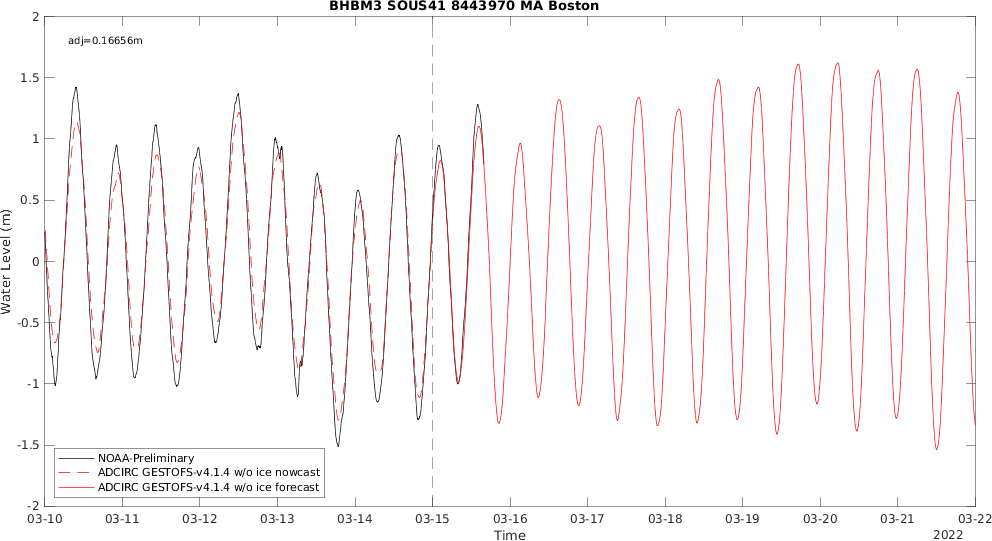 BHBM3 SOUS41 8443970 MA Boston
adj=0.16656m
Water Level (m)
2
1.5
1
0.5
0
-0.5
-1
-1.5
-2
NOAA-Preliminary
ADCIRC GESTOFS-v4.1.4 w/o ice nowcast
ADCIRC GESTOFS-v4.1.4 w/o ice forecast
03-10 03-11 03-12 03-13 03-14 03-15 03-16 03-17 03-18 03-19 03-20 03-21 03-22
Time
2022